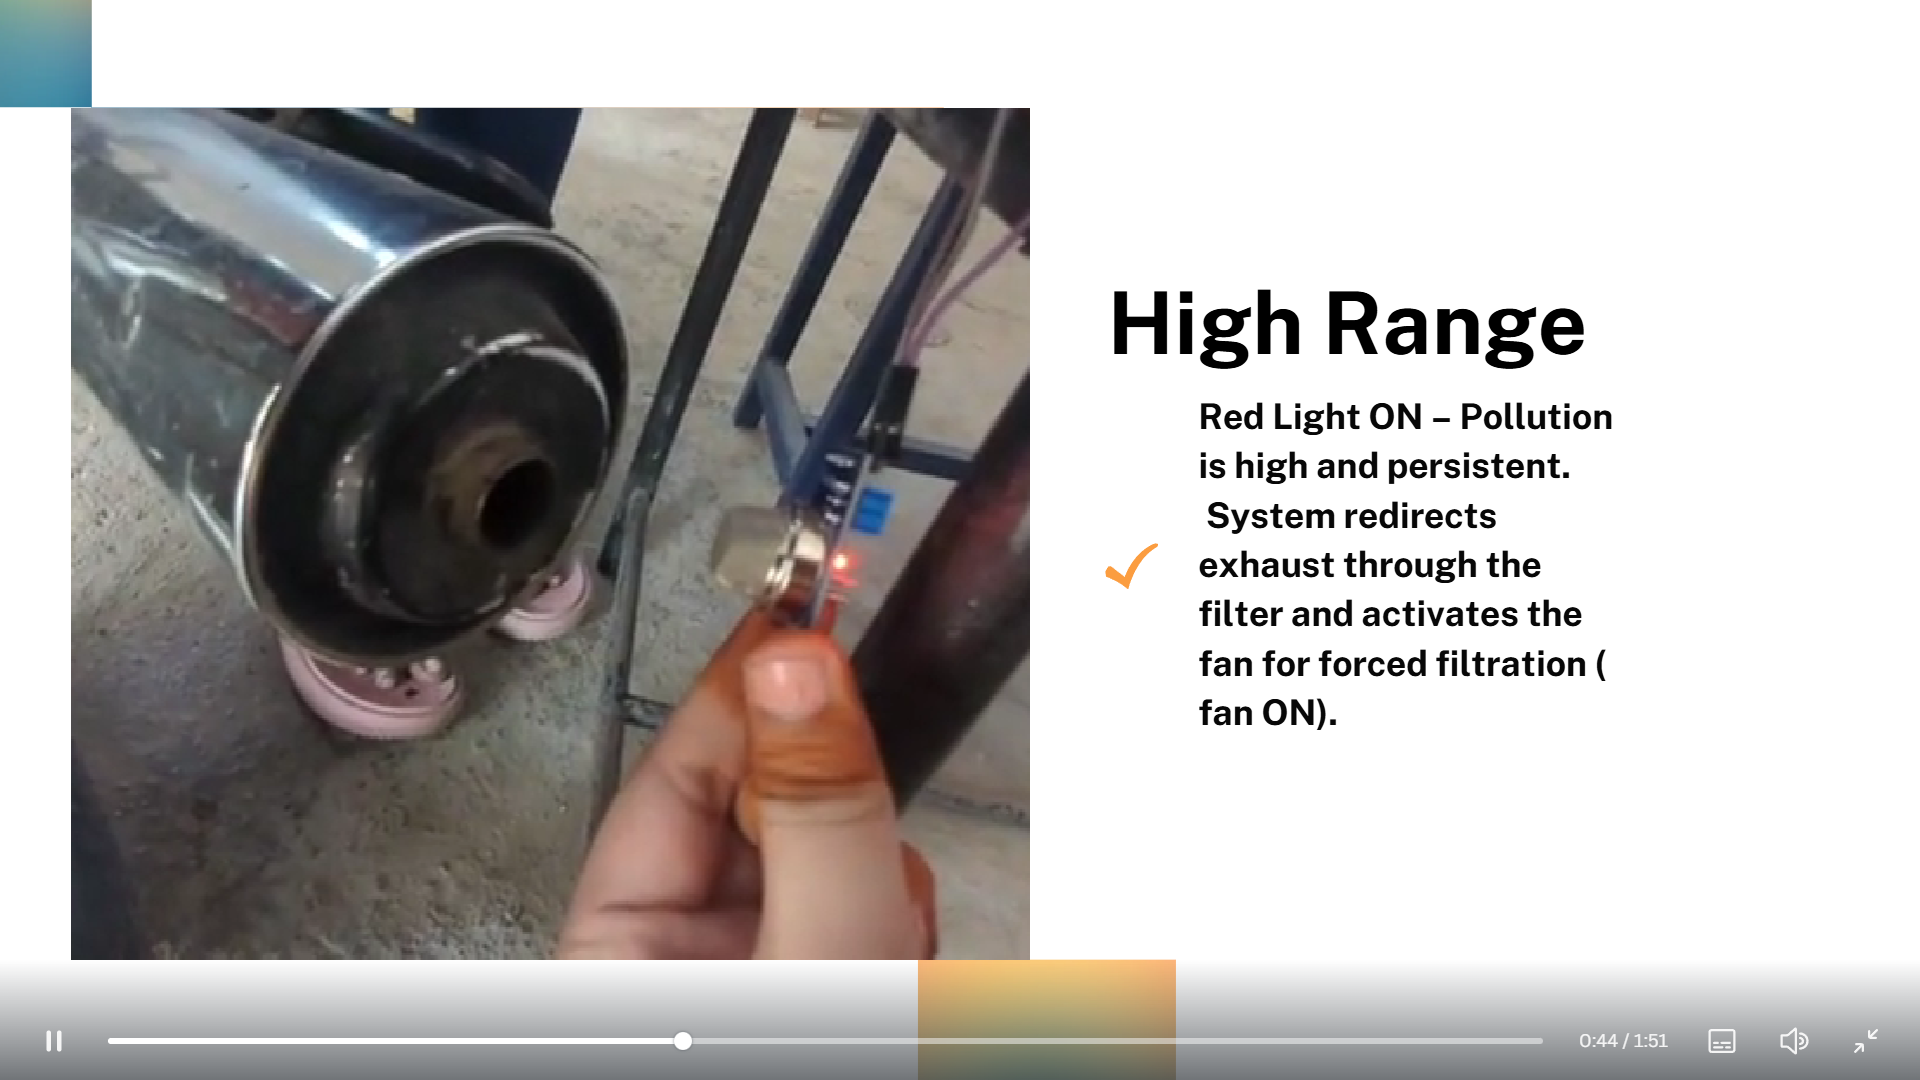 High Range
Red Light ON – Pollution
is high and persistent.
System redirects
exhaust through the
filter and activates the
fan for forced filtration (
fan ON).
0:44 / 1:51